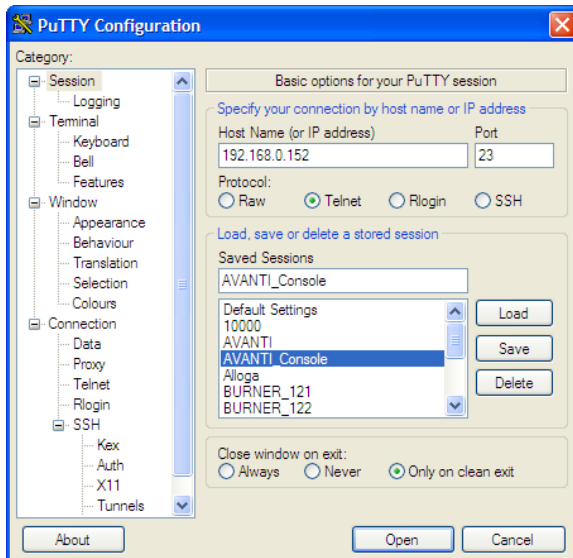 PuTTY Configuration
Category:
Session
Logging
Terminal
Keyboard
Bell
Features
Window
Appearance
Behaviour
Translation
Selection
Colours
Connection
Data
Proxy
Telnet
Rlogin
SSH
Kex
Auth
X11
Tunnels
Basic options for your PuTTY session
Specify your connection by host name or IP address
Host Name (or IP address) Port
192.168.0.152 23
Protocol:
Raw Telnet Rlogin SSH
Load, save or delete a stored session
Saved Sessions
AVANTI_Console
Default Settings
10000
AVANTI
AVANTI_Console
Alloga
BURNER_121
BURNER_122
Load
Save
Delete
Close window on exit:
Always Never Only on clean exit
About Open Cancel